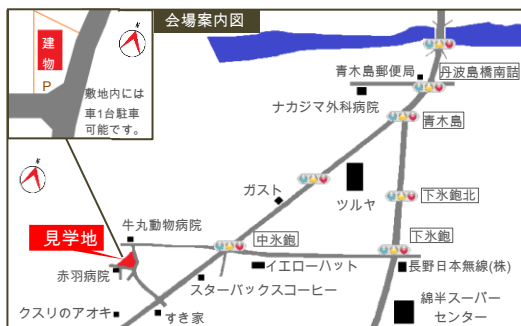 会場案内図
建物
P
N
敷地内には
車1台駐車
可能です。
青木島郵便局
丹波島橋南詰
ナカジマ外科病院
青木島
N
ガスト
ツルヤ
下氷鉋北
牛丸動物病院
見学地
中氷鉋
下氷鉋
赤羽病院
イエローハット
長野日本無線(株)
スターバックスコーヒー
クスリのアオキ
すき家
綿半スーパー
センター